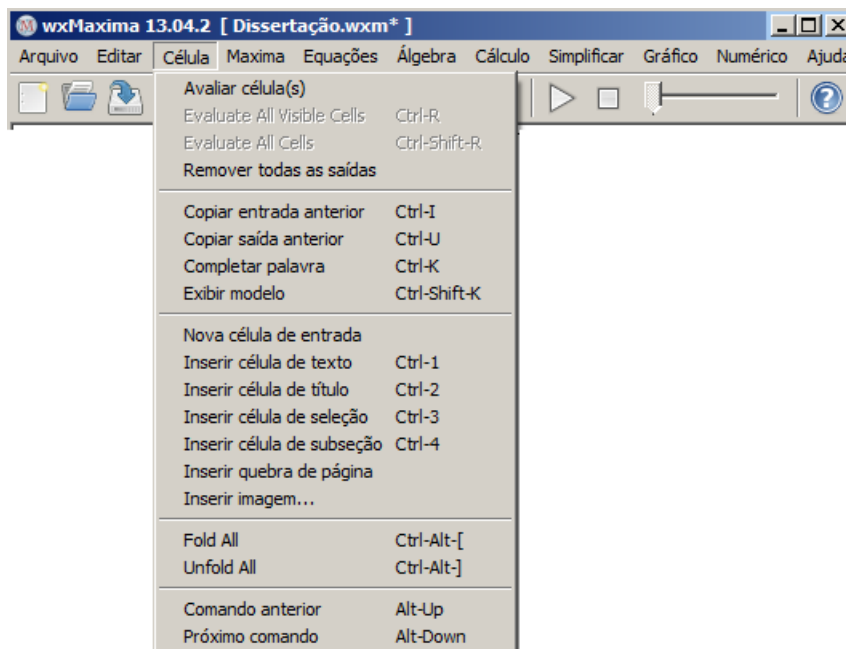 wxMaxima 13.04.2 [ Dissertação.wxm* ]
Arquivo Editar Célula Maxima Equações Álgebra Cálculo Simplificar Gráfico Numérico Ajuda
Avaliar célula(s)
Evaluate All Visible Cells Ctrl-R
Evaluate All Cells Ctrl-Shift-R
Remover todas as saídas
Copiar entrada anterior Ctrl-I
Copiar saída anterior Ctrl-U
Completar palavra Ctrl-K
Exibir modelo Ctrl-Shift-K
Nova célula de entrada
Inserir célula de texto Ctrl-1
Inserir célula de título Ctrl-2
Inserir célula de seleção Ctrl-3
Inserir célula de subseção Ctrl-4
Inserir quebra de página
Inserir imagem...
Fold All Ctrl-Alt-[
Unfold All Ctrl-Alt-]
Comando anterior Alt-Up
Próximo comando Alt-Down